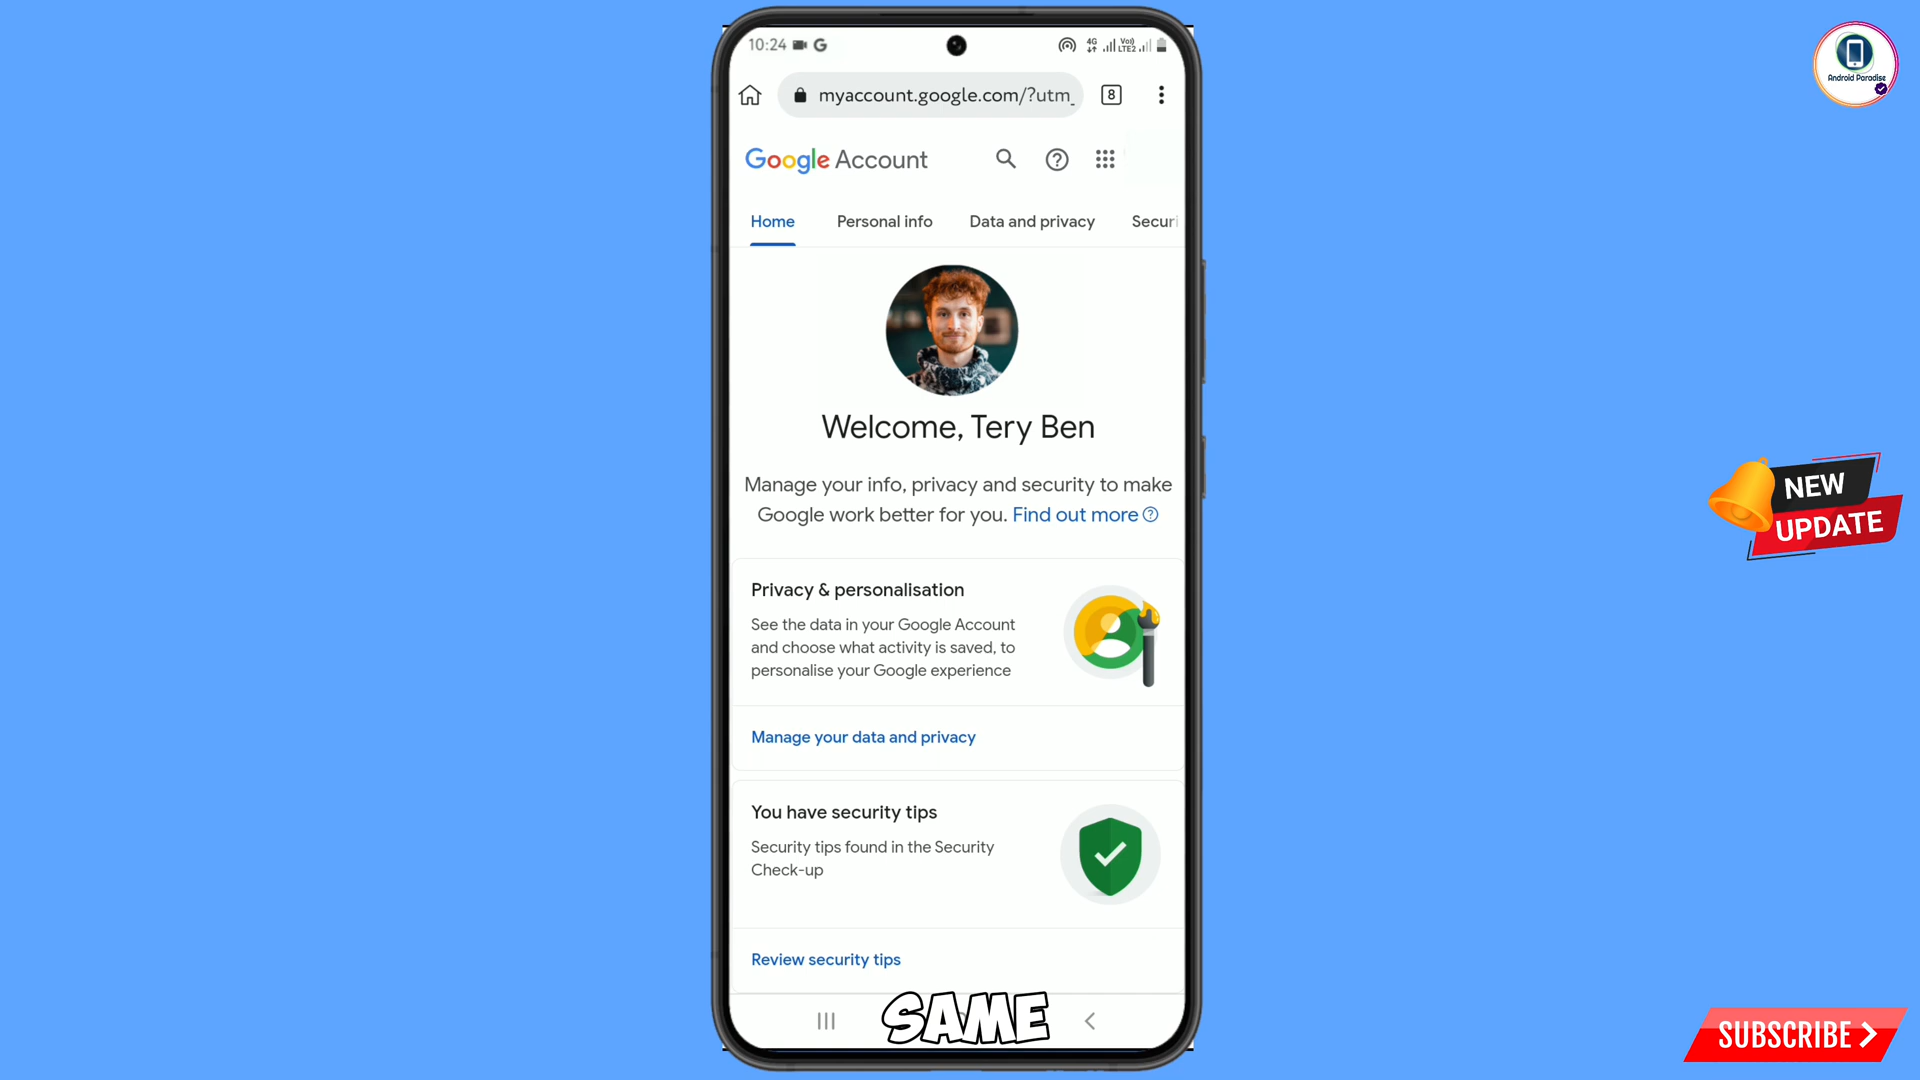 10:24
4G
Vo)) LTE2
myaccount.google.com/?utm_
8
Google Account
Home Personal info Data and privacy Securi
Welcome, Tery Ben
Manage your info, privacy and security to make
Google work better for you. Find out more
Privacy & personalisation
See the data in your Google Account
and choose what activity is saved, to
personalise your Google experience
Manage your data and privacy
You have security tips
Security tips found in the Security
Check-up
Review security tips
SAME
Android Paradise
NEW
UPDATE
SUBSCRIBE